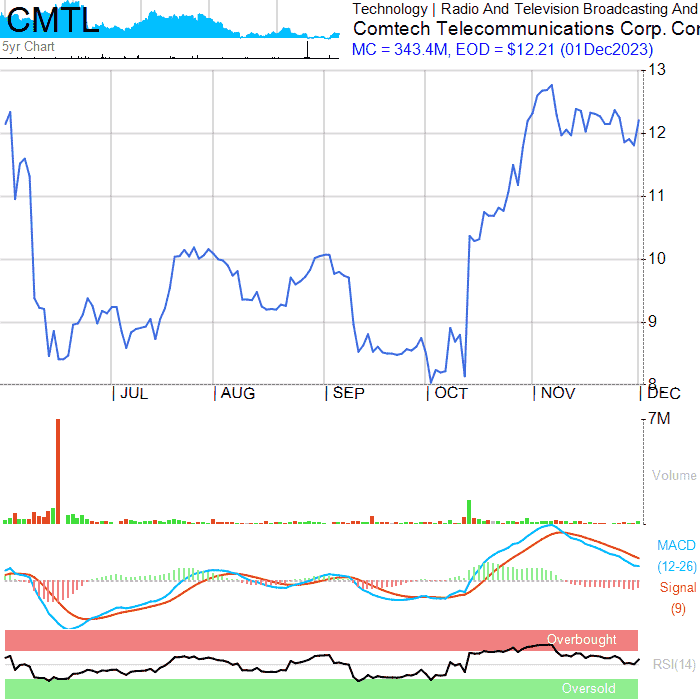 CMTL
5yr Chart
Technology | Radio And Television Broadcasting And
Comtech Telecommunications Corp. Cor
MC = 343.4M, EOD = $12.21 (01Dec2023)
13
12
11
10
9
8
JUL AUG SEP OCT NOV DEC
7M
Volume
MACD
(12-26)
Signal
(9)
Overbought
RSI(14)
Oversold